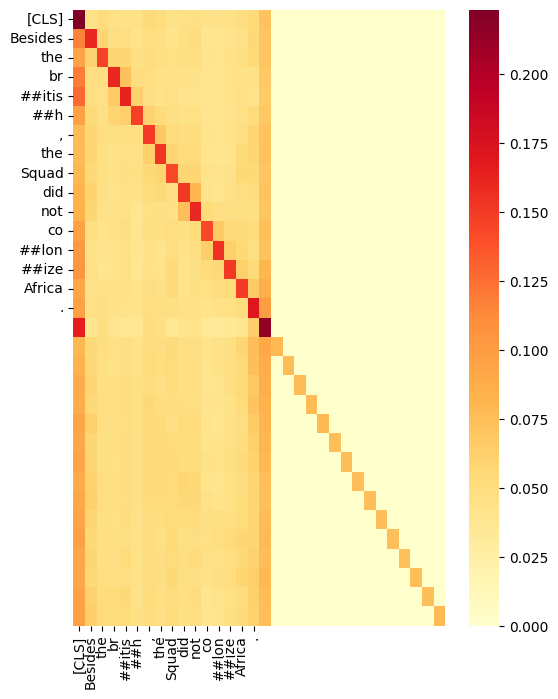 [CLS]
Besides
the
br
##itis
##h
,
the
Squad
did
not
co
##lon
##ize
Africa
.
0.200
0.175
0.150
0.125
0.100
0.075
0.050
0.025
0.000
[CLS]
Besides
the
br
##itis
##h
,
the
Squad
did
not
co
##lon
##ize
Africa
.